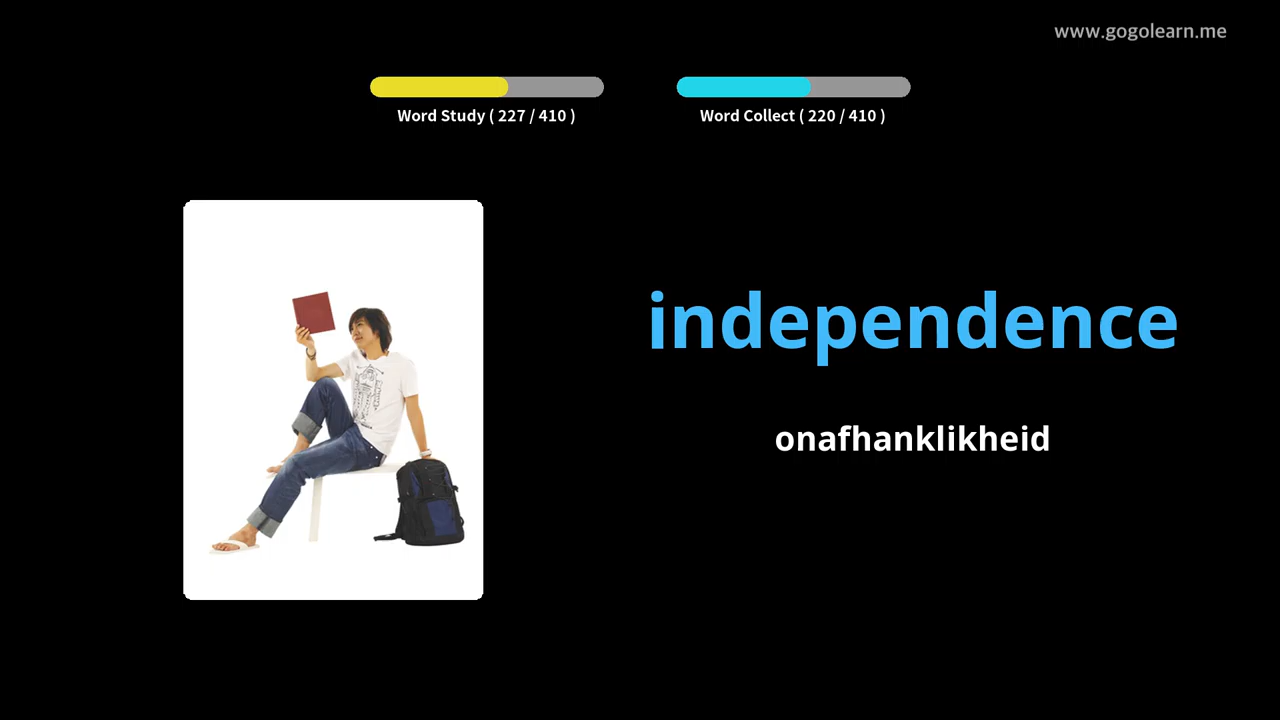 www.gogolearn.me
Word Study ( 227 / 410 )
Word Collect ( 220 / 410 )
independence
onafhanklikheid